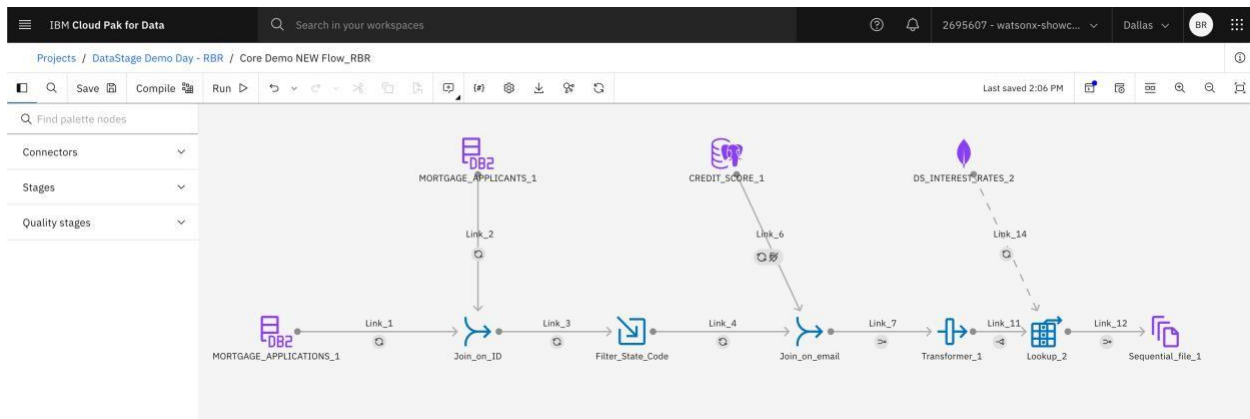 IBM Cloud Pak for Data
Search in your workspaces
2695607 - watsonx-showc...
Dallas
BR
Projects / DataStage Demo Day - RBR / Core Demo NEW Flow_RBR
Save
Compile
Run
Last saved 2:06 PM
Find palette nodes
Connectors
Stages
Quality stages
DB2
MORTGAGE_APPLICANTS_1
CREDIT_SCORE_1
DS_INTEREST_RATES_2
Link_2
Link_6
Link_14
DB2
MORTGAGE_APPLICATIONS_1
Link_1
Join_on_ID
Link_3
Filter_State_Code
Link_4
Join_on_email
Link_7
Transformer_1
Link_11
Lookup_2
Link_12
Sequential_file_1